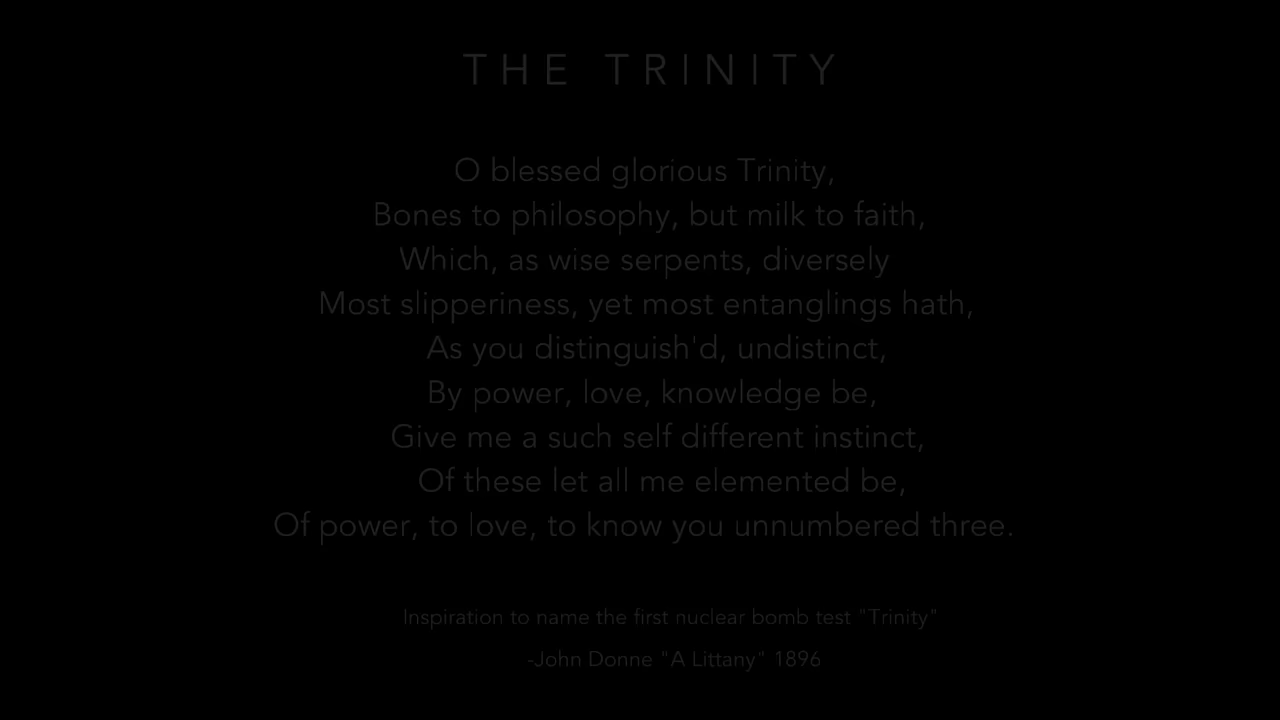 THE TRINITY
O blessed glorious Trinity,
Bones to philosophy, but milk to faith,
Which, as wise serpents, diversely
Most slipperiness, yet most entanglings hath,
As you distinguish'd, undistinct,
By power, love, knowledge be,
Give me a such self different instinct,
Of these let all me elemented be,
Of power, to love, to know you unnumbered three.
Inspiration to name the first nuclear bomb test "Trinity"
-John Donne "A Littany" 1896